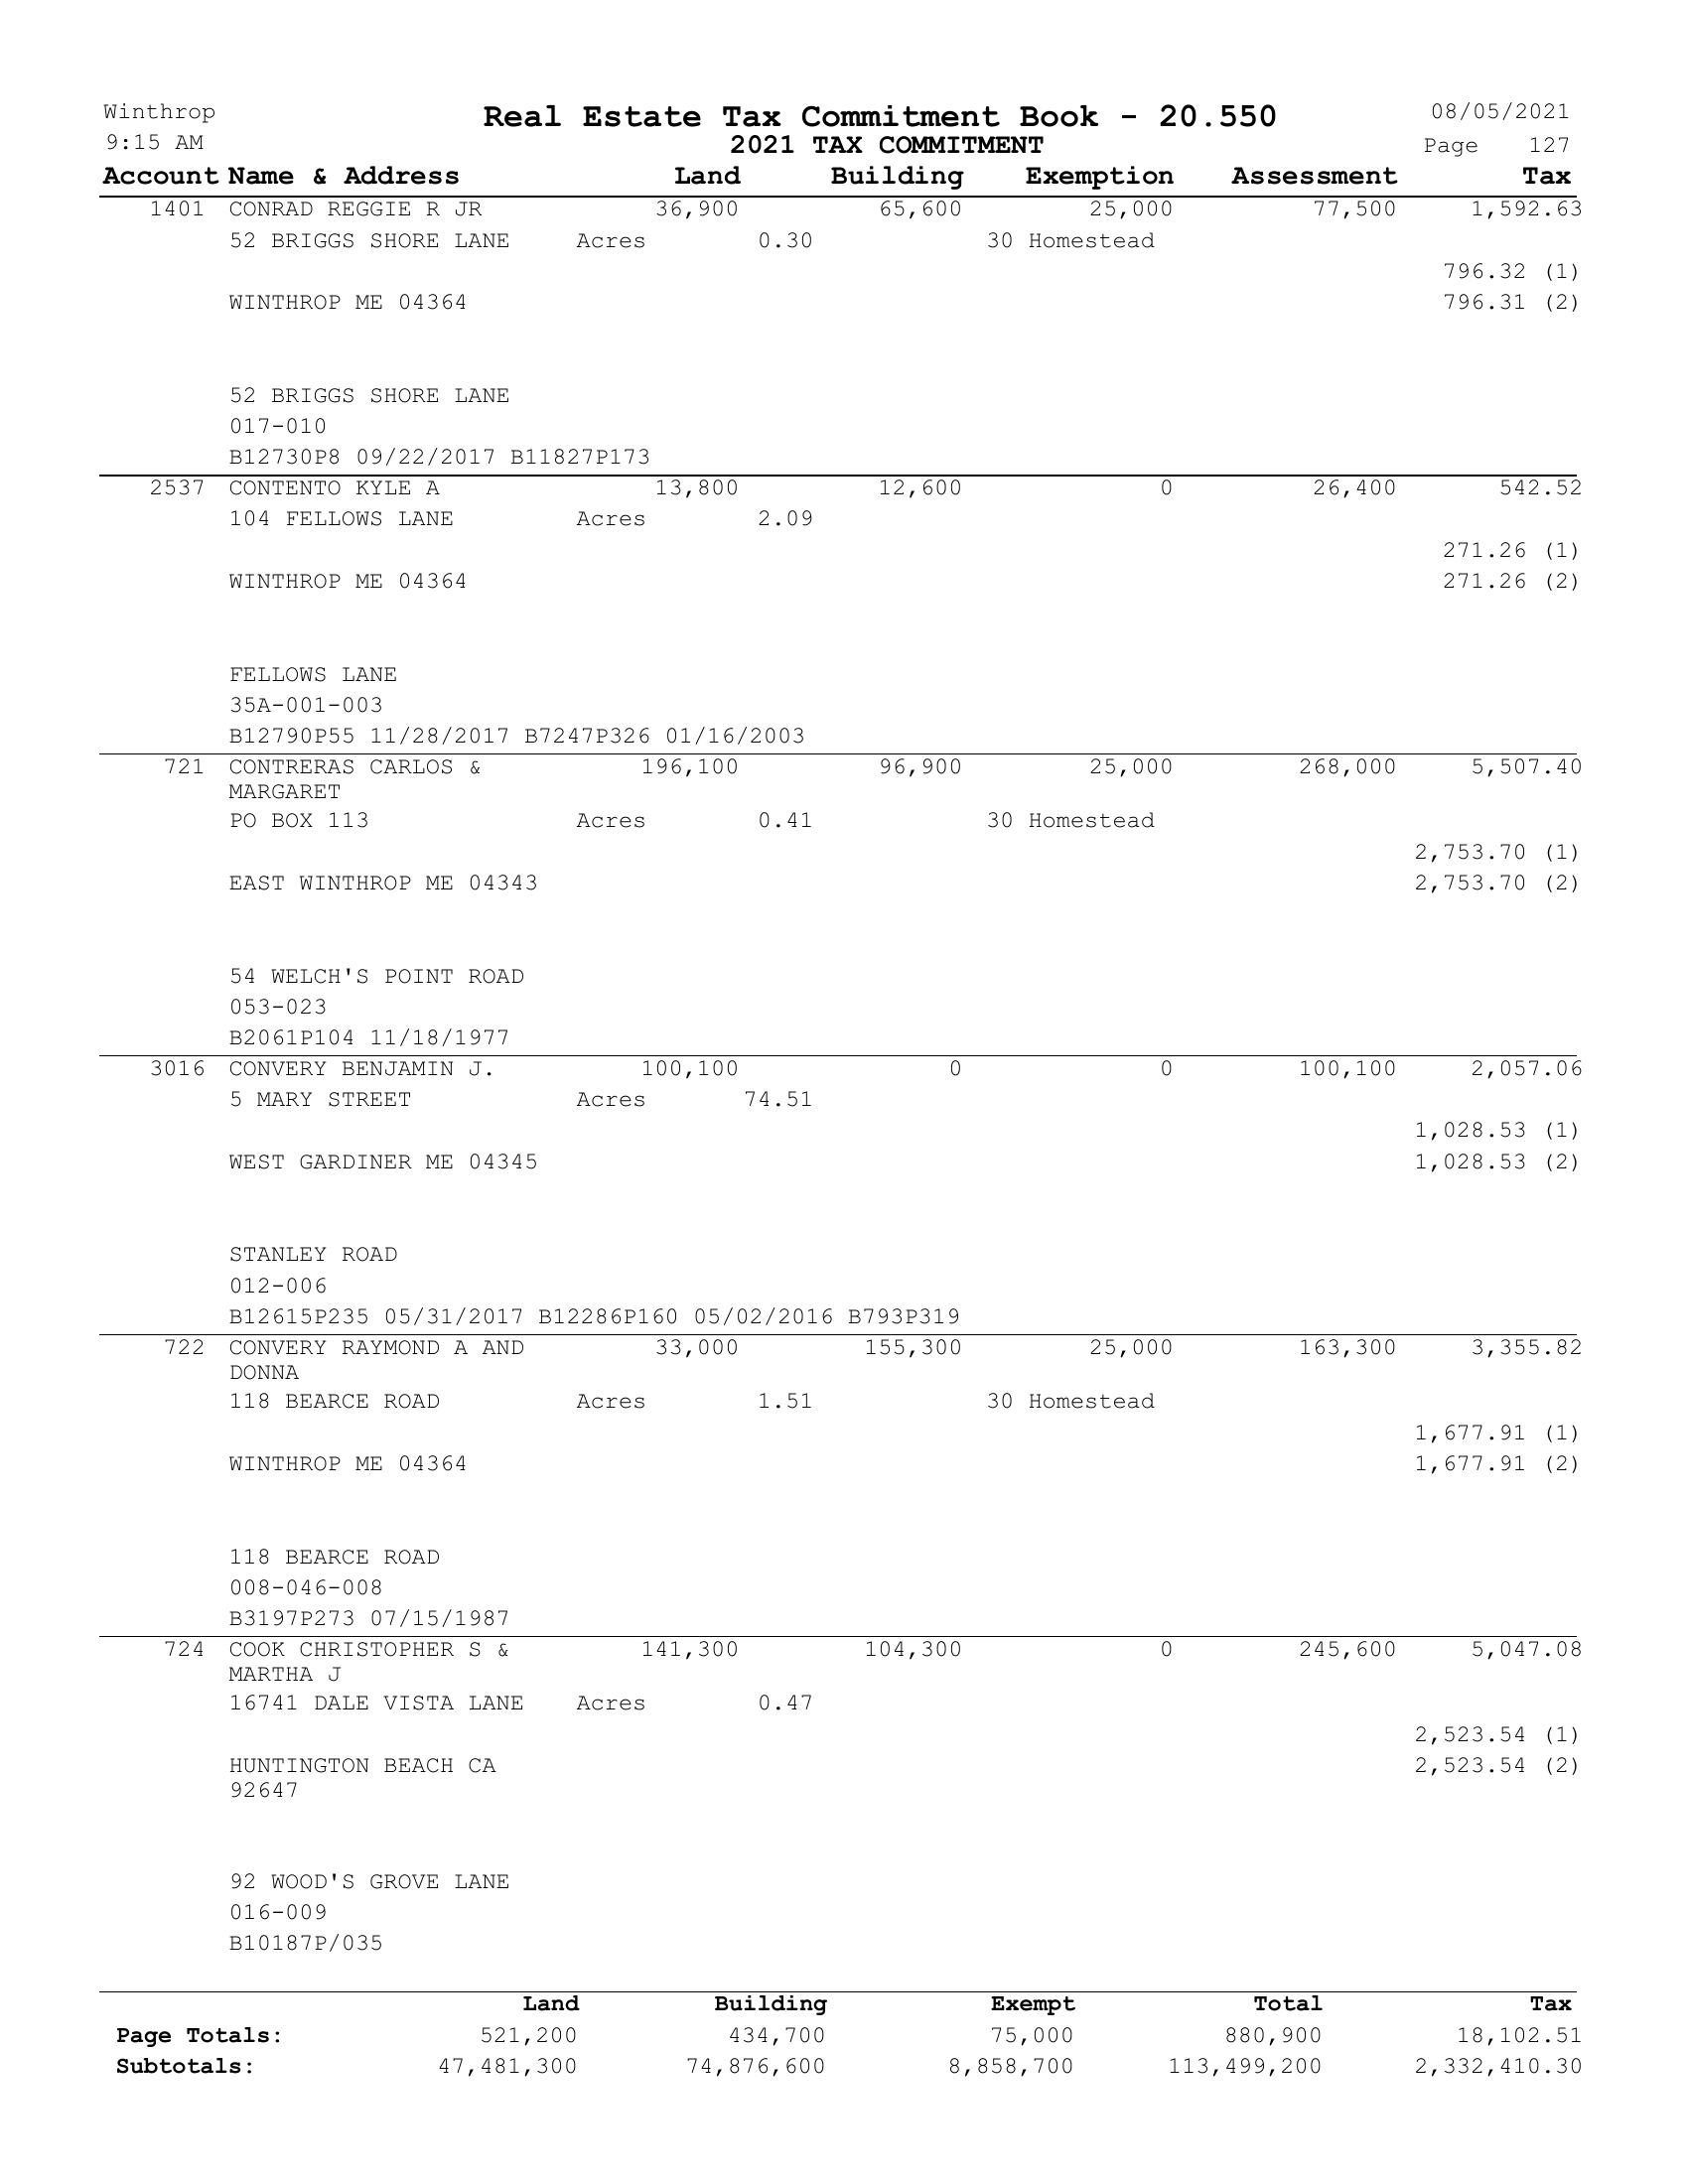 Winthrop Real Estate Tax Commitment Book - 20.550 08/05/2021
9:15 AM 2021 TAX COMMITMENT Page 127
Account Name & Address Land Building Exemption Assessment Tax
1401 CONRAD REGGIE R JR 36,900 65,600 25,000 77,500 1,592.63
52 BRIGGS SHORE LANE Acres 0.30 30 Homestead
796.32 (1)
WINTHROP ME 04364 796.31 (2)
52 BRIGGS SHORE LANE
017-010
B12730P8 09/22/2017 B11827P173
2537 CONTENTO KYLE A 13,800 12,600 0 26,400 542.52
104 FELLOWS LANE Acres 2.09
271.26 (1)
WINTHROP ME 04364 271.26 (2)
FELLOWS LANE
35A-001-003
B12790P55 11/28/2017 B7247P326 01/16/2003
721 CONTRERAS CARLOS & 196,100 96,900 25,000 268,000 5,507.40
MARGARET
PO BOX 113 Acres 0.41 30 Homestead
2,753.70 (1)
EAST WINTHROP ME 04343 2,753.70 (2)
54 WELCH'S POINT ROAD
053-023
B2061P104 11/18/1977
3016 CONVERY BENJAMIN J. 100,100 0 0 100,100 2,057.06
5 MARY STREET Acres 74.51
1,028.53 (1)
WEST GARDINER ME 04345 1,028.53 (2)
STANLEY ROAD
012-006
B12615P235 05/31/2017 B12286P160 05/02/2016 B793P319
722 CONVERY RAYMOND A AND 33,000 155,300 25,000 163,300 3,355.82
DONNA
118 BEARCE ROAD Acres 1.51 30 Homestead
1,677.91 (1)
WINTHROP ME 04364 1,677.91 (2)
118 BEARCE ROAD
008-046-008
B3197P273 07/15/1987
724 COOK CHRISTOPHER S & 141,300 104,300 0 245,600 5,047.08
MARTHA J
16741 DALE VISTA LANE Acres 0.47
2,523.54 (1)
HUNTINGTON BEACH CA 2,523.54 (2)
92647
92 WOOD'S GROVE LANE
016-009
B10187P/035
Land Building Exempt Total Tax
Page Totals: 521,200 434,700 75,000 880,900 18,102.51
Subtotals: 47,481,300 74,876,600 8,858,700 113,499,200 2,332,410.30